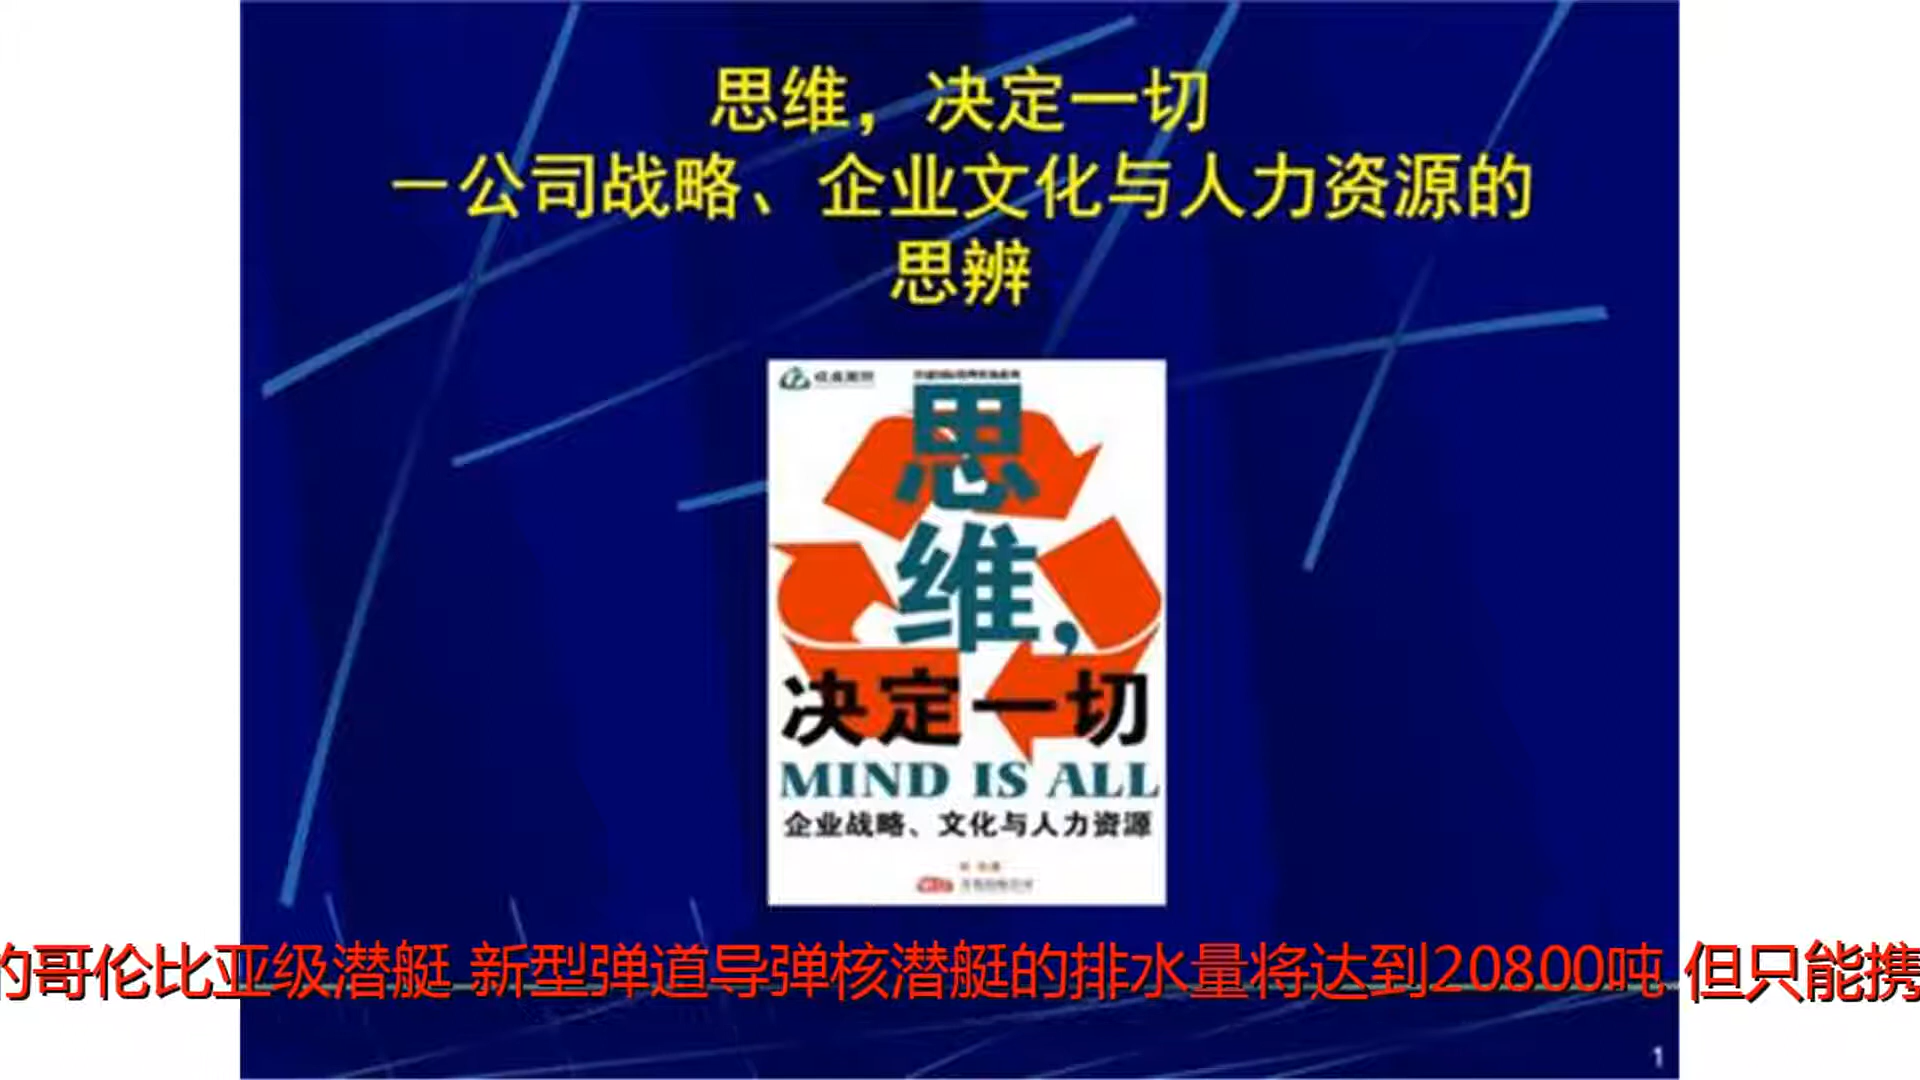 思维，决定一切
－公司战略、企业文化与人力资源的
思辨
思
维，
决定一切
MIND IS ALL
企业战略、文化与人力资源
的哥伦比亚级潜艇 新型弹道导弹核潜艇的排水量将达到20800吨 但只能携
1